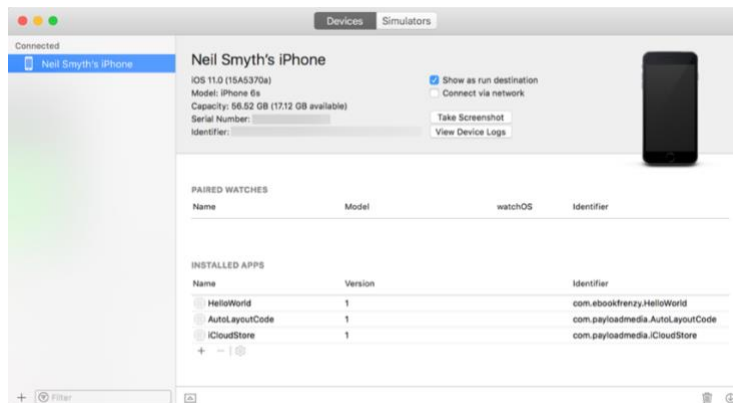 Devices Simulators
Connected
Neil Smyth's iPhone
Neil Smyth's iPhone
iOS 11.0 (15A5370a)
Model: iPhone 6s
Capacity: 56.52 GB (17.12 GB available)
Serial Number:
Identifier:
Show as run destination
Connect via network
Take Screenshot
View Device Logs
PAIRED WATCHES
Name Model watchOS Identifier
INSTALLED APPS
Name Version Identifier
HelloWorld 1 com.ebookfrenzy.HelloWorld
AutoLayoutCode 1 com.payloadmedia.AutoLayoutCode
iCloudStore 1 com.payloadmedia.iCloudStore
+ −
+ Filter